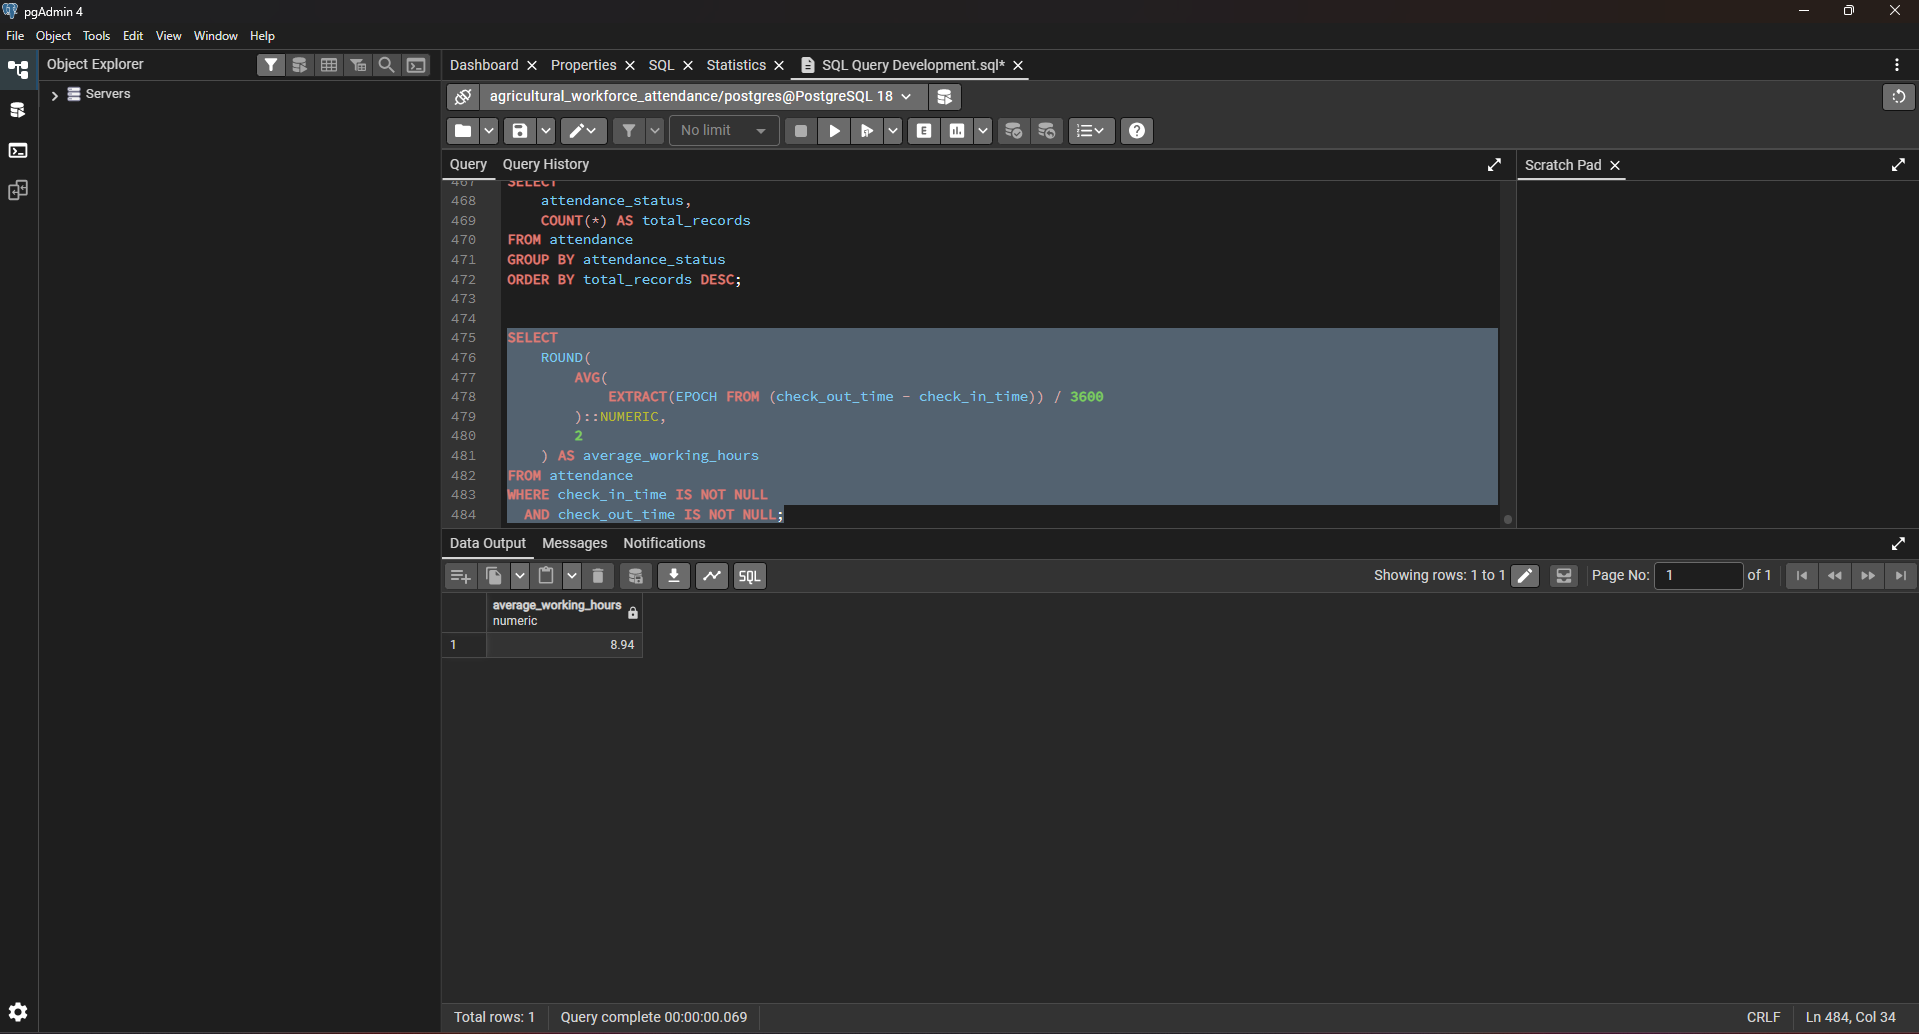 pgAdmin 4
File Object Tools Edit View Window Help
Object Explorer
Servers
Dashboard Properties SQL Statistics SQL Query Development.sql*
agricultural_workforce_attendance/postgres@PostgreSQL 18
No limit
E
Query Query History
Scratch Pad
467 SELECT
468 attendance_status,
469 COUNT(*) AS total_records
470 FROM attendance
471 GROUP BY attendance_status
472 ORDER BY total_records DESC;
473
474
475 SELECT
476 ROUND(
477 AVG(
478 EXTRACT(EPOCH FROM (check_out_time - check_in_time)) / 3600
479 )::NUMERIC,
480 2
481 ) AS average_working_hours
482 FROM attendance
483 WHERE check_in_time IS NOT NULL
484 AND check_out_time IS NOT NULL;
Data Output Messages Notifications
SQL
Showing rows: 1 to 1
Page No: 1 of 1
average_working_hours
numeric
1 8.94
Total rows: 1
Query complete 00:00:00.069
CRLF
Ln 484, Col 34